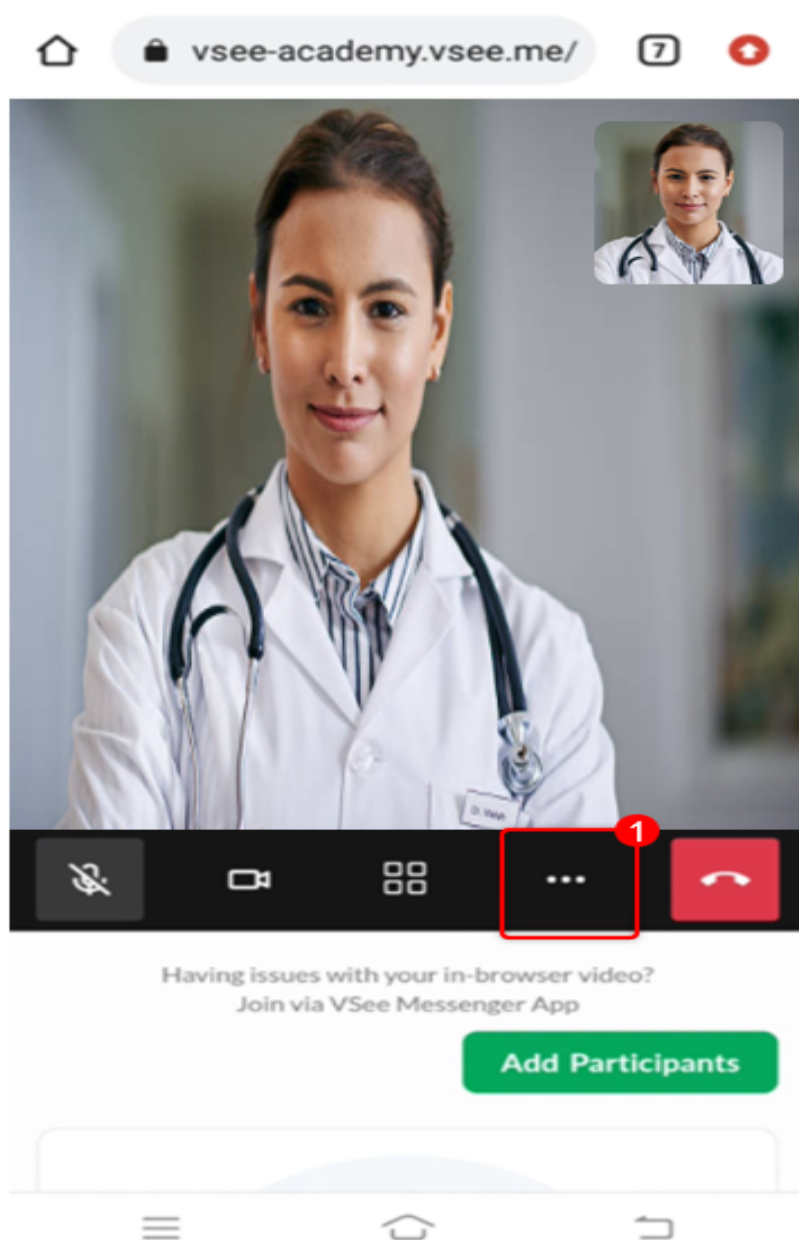 vsee-academy.vsee.me/
7
1
Having issues with your in-browser video?
Join via VSee Messenger App
Add Participants